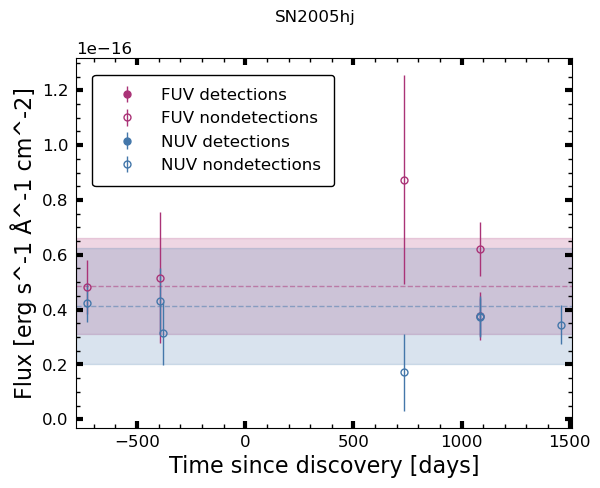 SN2005hj
1e−16
FUV detections
FUV nondetections
NUV detections
NUV nondetections
1.2
1.0
0.8
0.6
0.4
0.2
0.0
Flux [erg s^-1 Å^-1 cm^-2]
−500
0
500
1000
1500
Time since discovery [days]